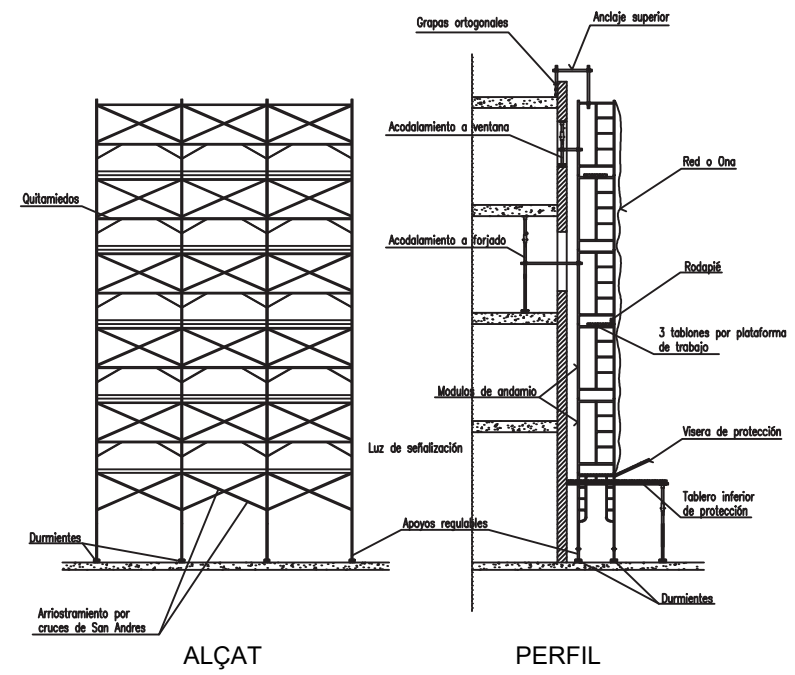 Grapas ortogonales
Anclaje superior
Acodalamiento a ventana
Red o Ona
Quitamiedos
Acodalamiento a forjado
Rodapié
3 tablones por plataforma
de trabajo
Modulos de andamio
Visera de protección
Luz de señalización
Tablero inferior
de protección
Apoyos regulables
Durmientes
Durmientes
Arriostramiento por
cruces de San Andres
ALÇAT
PERFIL